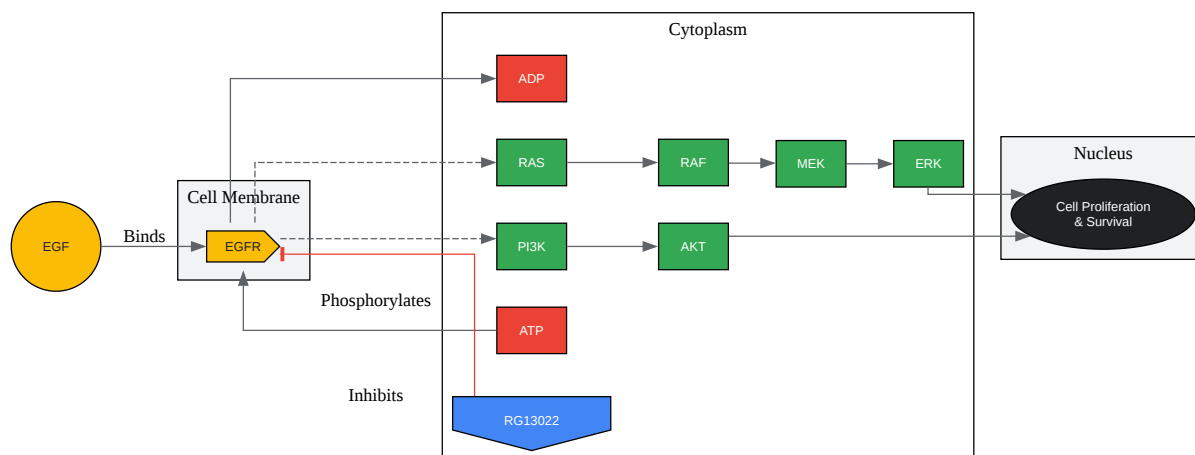 Cytoplasm
ADP
RAS
RAF
MEK
ERK
Nucleus
Cell Proliferation
& Survival
Cell Membrane
EGF
Binds
EGFR
PI3K
AKT
Phosphorylates
ATP
Inhibits
RG13022